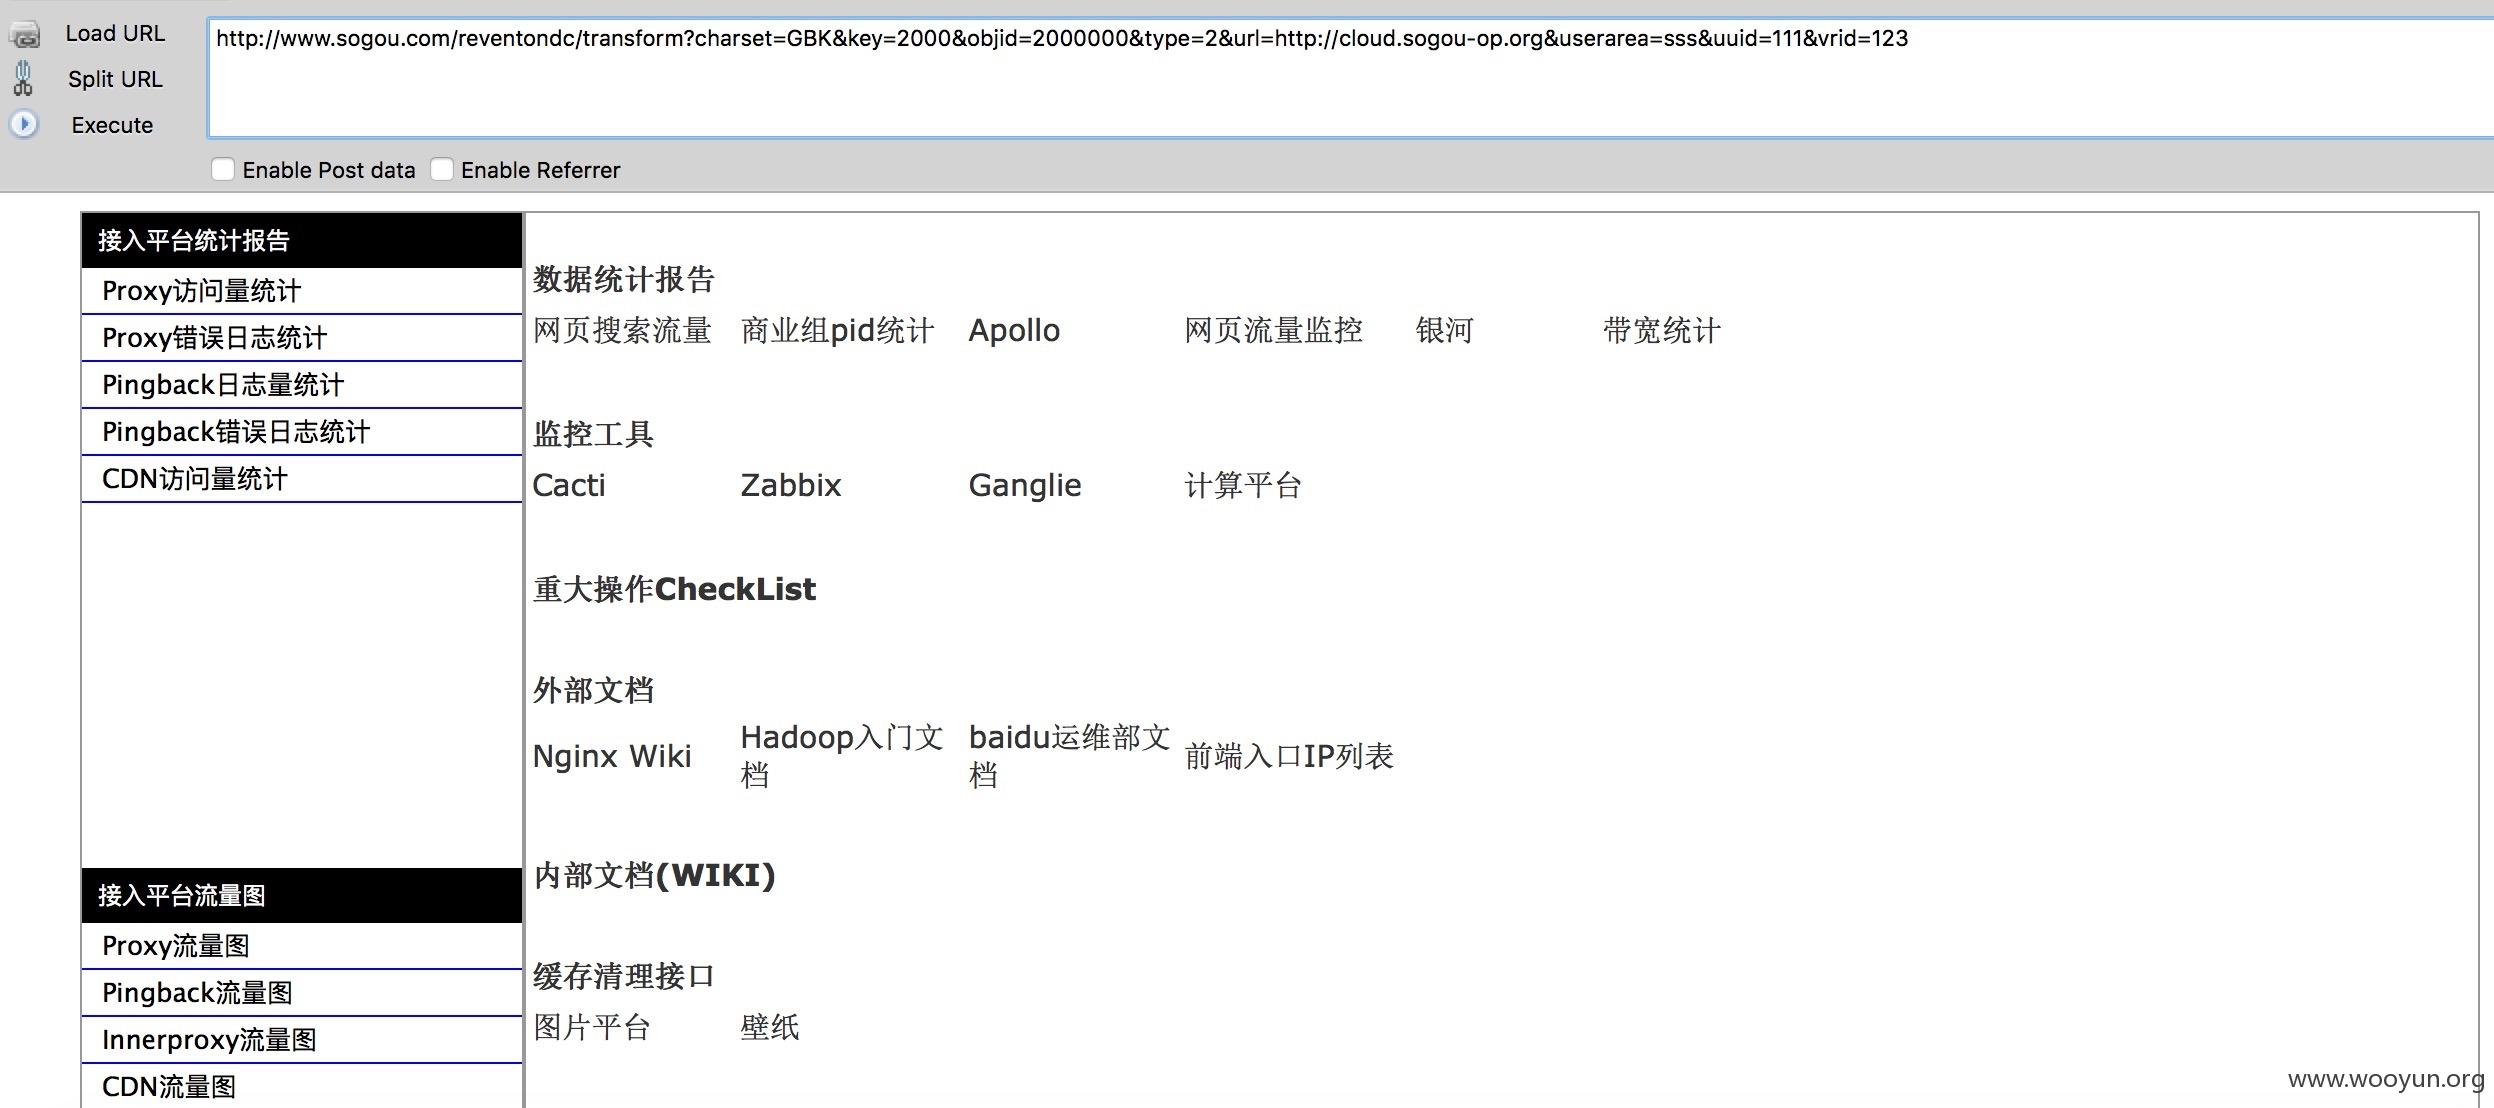 Load URL
http://www.sogou.com/reventondc/transform?charset=GBK&key=2000&objid=2000000&type=2&url=http://cloud.sogou-op.org&userarea=sss&uuid=111&vrid=123
Split URL
Execute
Enable Post data Enable Referrer
接入平台统计报告
Proxy访问量统计
Proxy错误日志统计
Pingback日志量统计
Pingback错误日志统计
CDN访问量统计
接入平台流量图
Proxy流量图
Pingback流量图
Innerproxy流量图
CDN流量图
数据统计报告
网页搜索流量 商业组pid统计 Apollo 网页流量监控 银河 带宽统计
监控工具
Cacti Zabbix Ganglie 计算平台
重大操作CheckList
外部文档
Nginx Wiki Hadoop入门文档 baidu运维部文档 前端入口IP列表
内部文档(WIKI)
缓存清理接口
图片平台 壁纸
www.wooyun.org